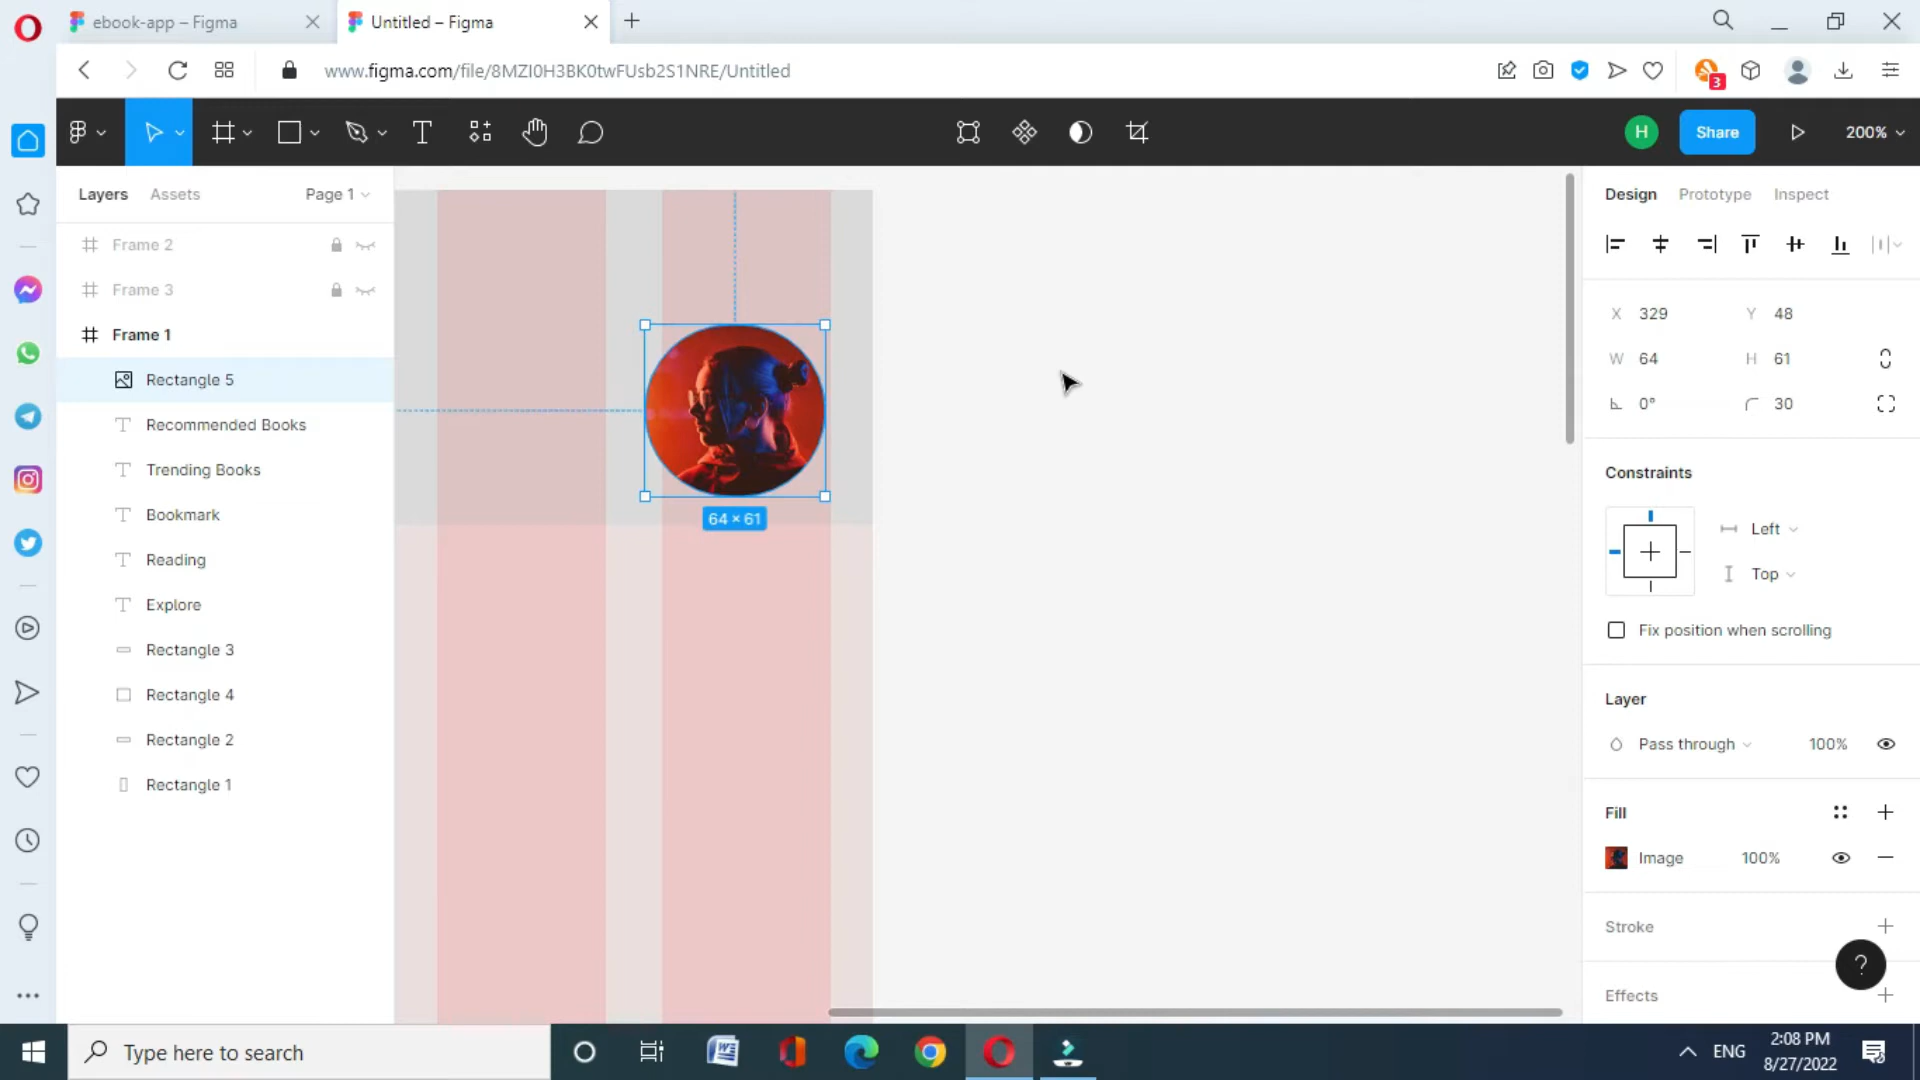 ebook-app – Figma
Untitled – Figma
www.figma.com/file/8MZI0H3BK0twFUsb2S1NRE/Untitled
3
H
Share
200%
Layers
Assets
Page 1
Frame 2
Frame 3
Frame 1
Rectangle 5
Recommended Books
Trending Books
Bookmark
Reading
Explore
Rectangle 3
Rectangle 4
Rectangle 2
Rectangle 1
64 × 61
Design
Prototype
Inspect
X 329
Y 48
W 64
H 61
0°
30
Constraints
Left
Top
Fix position when scrolling
Layer
Pass through
100%
Fill
Image
100%
Stroke
?
Effects
Type here to search
ENG
2:08 PM
8/27/2022